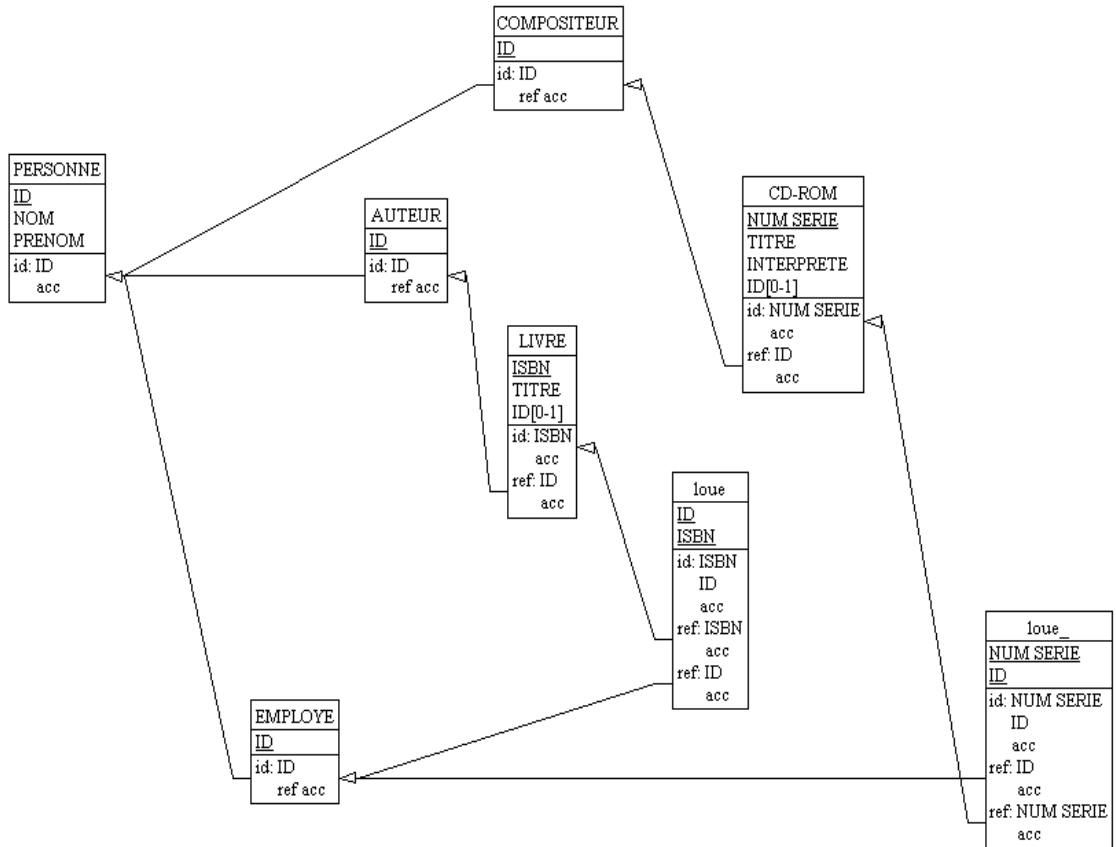 COMPOSITEUR
ID
id: ID
ref acc
PERSONNE
ID
NOM
PRENOM
id: ID
acc
AUTEUR
ID
id: ID
ref acc
CD-ROM
NUM SERIE
TITRE
INTERPRETE
ID[0-1]
id: NUM SERIE
acc
ref: ID
acc
LIVRE
ISBN
TITRE
ID[0-1]
id: ISBN
acc
ref: ID
acc
loue
ID
ISBN
id: ISBN
ID
acc
ref: ISBN
acc
ref: ID
acc
loue_
NUM SERIE
ID
id: NUM SERIE
ID
acc
ref: ID
acc
ref: NUM SERIE
acc
EMPLOYE
ID
id: ID
ref acc